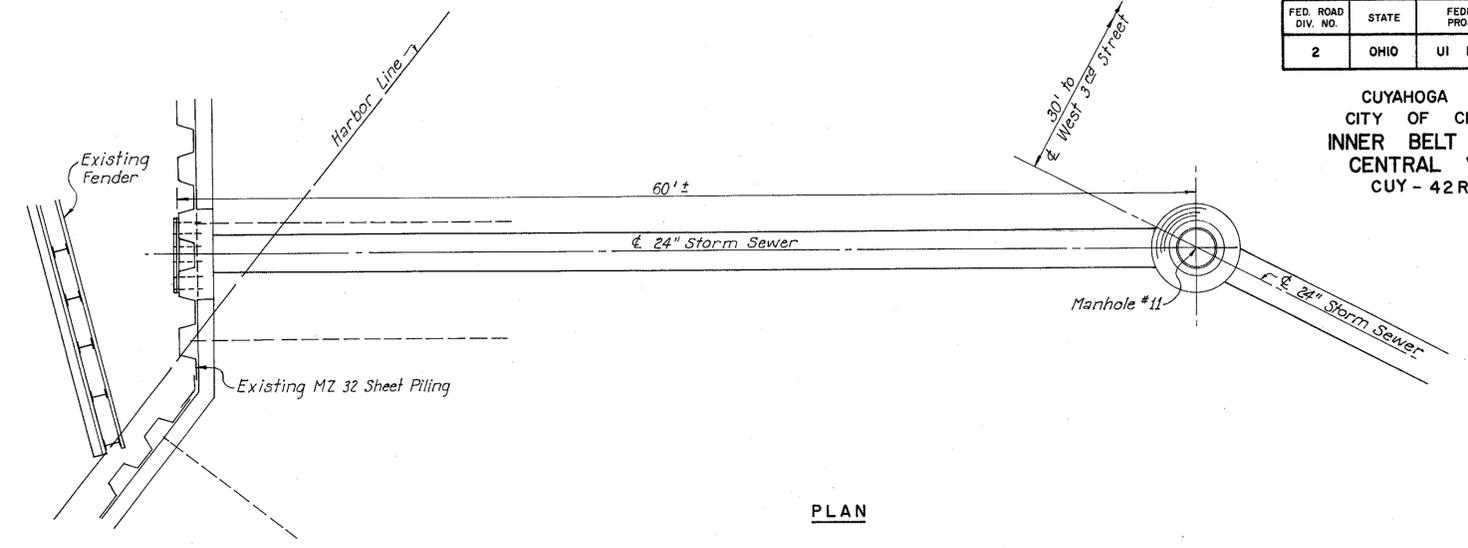 FED. ROAD
DIV. NO.
STATE
2
OHIO
UI
CUYAHOGA
CITY OF
INNER BELT
CENTRAL
CUY - 42R
Harbor Line
30' to
℄ West 3rd Street
Existing
Fender
60' ±
℄ 24" Storm Sewer
Manhole #11
℄ 24" Storm Sewer
Existing MZ 32 Sheet Piling
PLAN